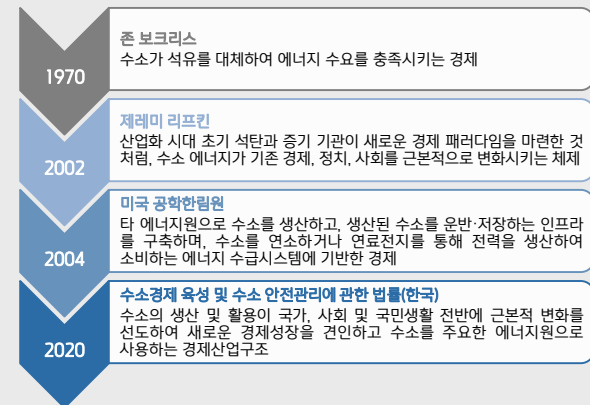 1970
존 보크리스
수소가 석유를 대체하여 에너지 수요를 충족시키는 경제
2002
제레미 리프킨
산업화 시대 초기 석탄과 증기 기관이 새로운 경제 패러다임을 마련한 것
처럼, 수소 에너지가 기존 경제, 정치, 사회를 근본적으로 변화시키는 체제
2004
미국 공학한림원
타 에너지원으로 수소를 생산하고, 생산된 수소를 운반·저장하는 인프라
를 구축하며, 수소를 연소하거나 연료전지를 통해 전력을 생산하여
소비하는 에너지 수급시스템에 기반한 경제
2020
수소경제 육성 및 수소 안전관리에 관한 법률(한국)
수소의 생산 및 활용이 국가, 사회 및 국민생활 전반에 근본적 변화를
선도하여 새로운 경제성장을 견인하고 수소를 주요한 에너지원으로
사용하는 경제산업구조